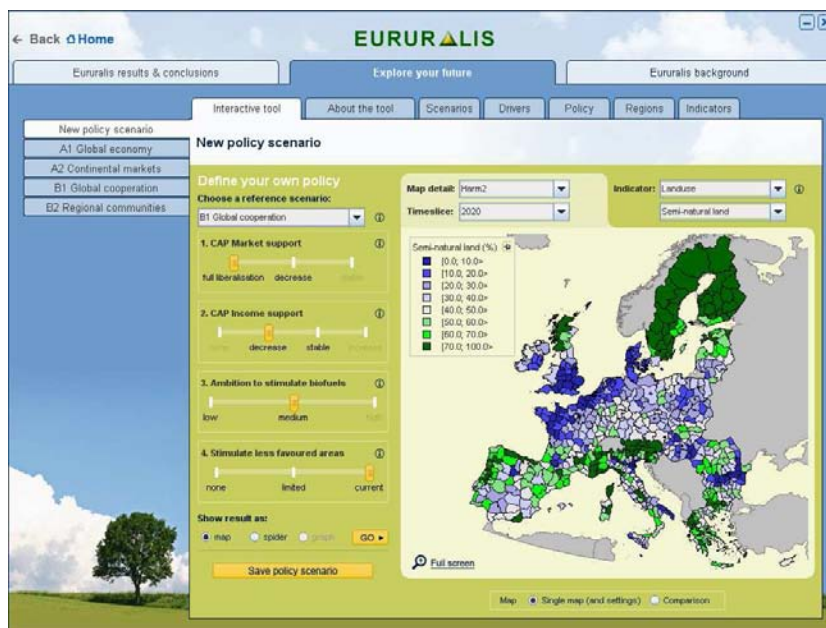 ← Back Home
EURURALIS
Eururalis results & conclusions
Explore your future
Eururalis background
Interactive tool
About the tool
Scenarios
Drivers
Policy
Regions
Indicators
New policy scenario
A1 Global economy
A2 Continental markets
B1 Global cooperation
B2 Regional communities
New policy scenario
Define your own policy
Choose a reference scenario:
B1 Global cooperation
1. CAP Market support
full liberalisation decrease
2. CAP Income support
decrease stable
3. Ambition to stimulate biofuels
low medium
4. Stimulate less favoured areas
none limited current
Show result as:
map spider graph GO ▸
Save policy scenario
Map detail: Harm2
Timeslice: 2020
Indicator: Landuse
Semi-natural land
Semi-natural land (%)
[0.0; 10.0>
[10.0; 20.0>
[20.0; 30.0>
[30.0; 40.0>
[40.0; 50.0>
[50.0; 60.0>
[60.0; 70.0>
[70.0; 100.0>
Full screen
Map Single map (and settings) Comparison